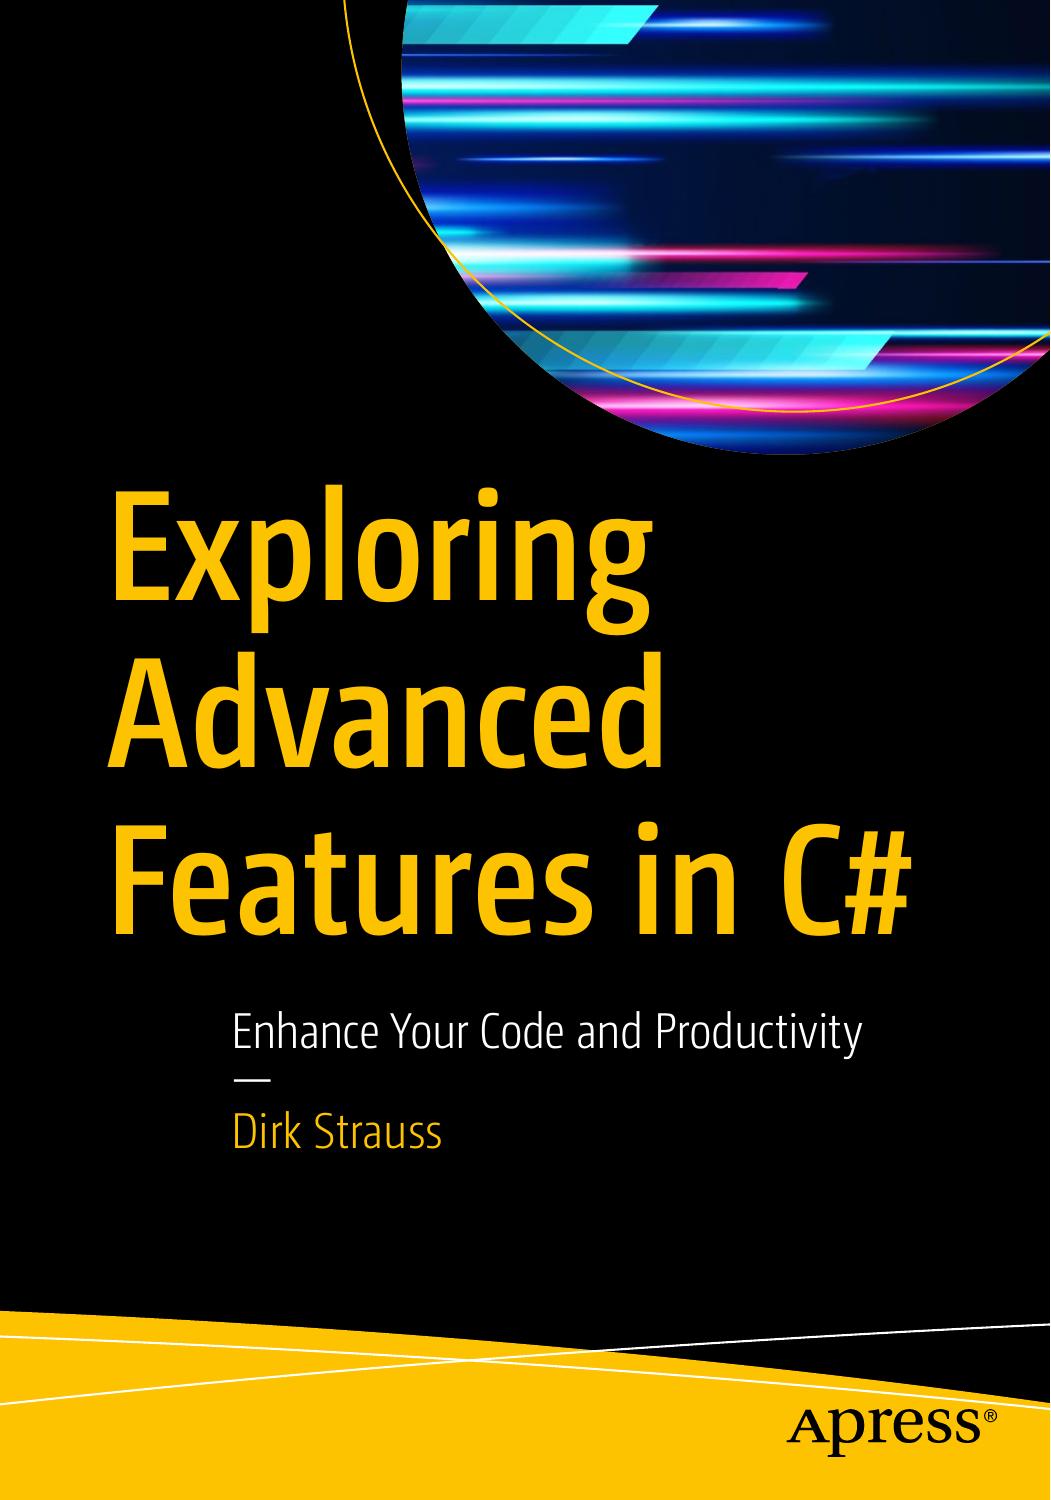 Exploring
Advanced
Features in C#
Enhance Your Code and Productivity
—
Dirk Strauss
Apress®